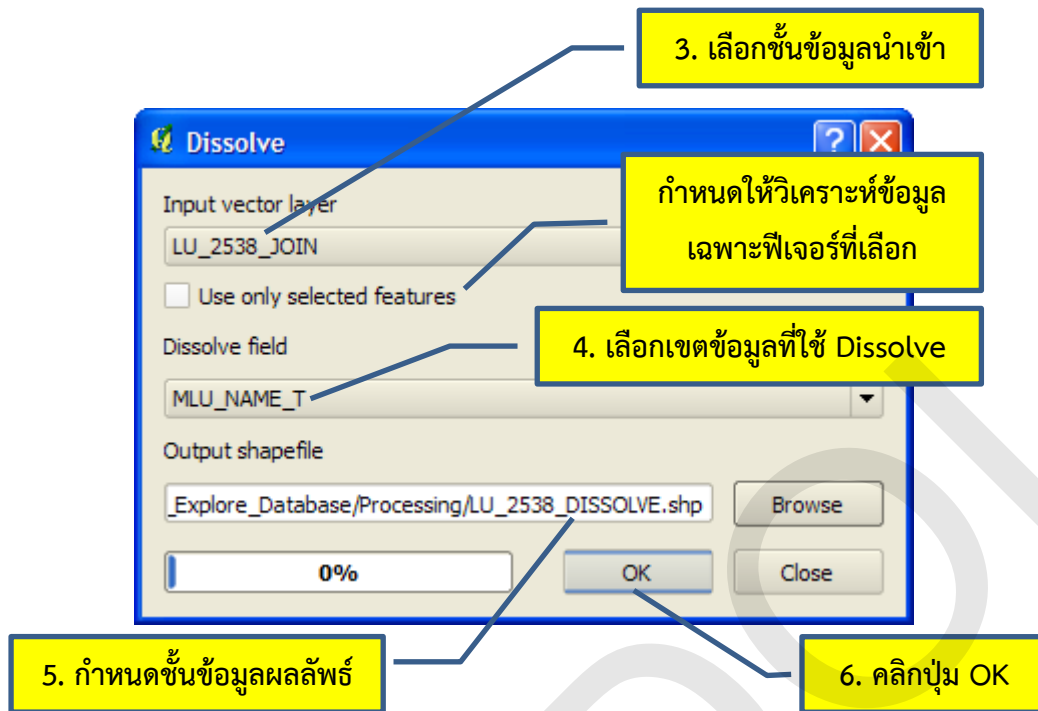 3. เลือกชั้นข้อมูลนำเข้า
Dissolve
Input vector layer
กำหนดให้วิเคราะห์ข้อมูล
เฉพาะฟีเจอร์ที่เลือก
LU_2538_JOIN
Use only selected features
Dissolve field
4. เลือกเขตข้อมูลที่ใช้ Dissolve
MLU_NAME_T
Output shapefile
_Explore_Database/Processing/LU_2538_DISSOLVE.shp
Browse
0%
OK
Close
5. กำหนดชั้นข้อมูลผลลัพธ์
6. คลิกปุ่ม OK